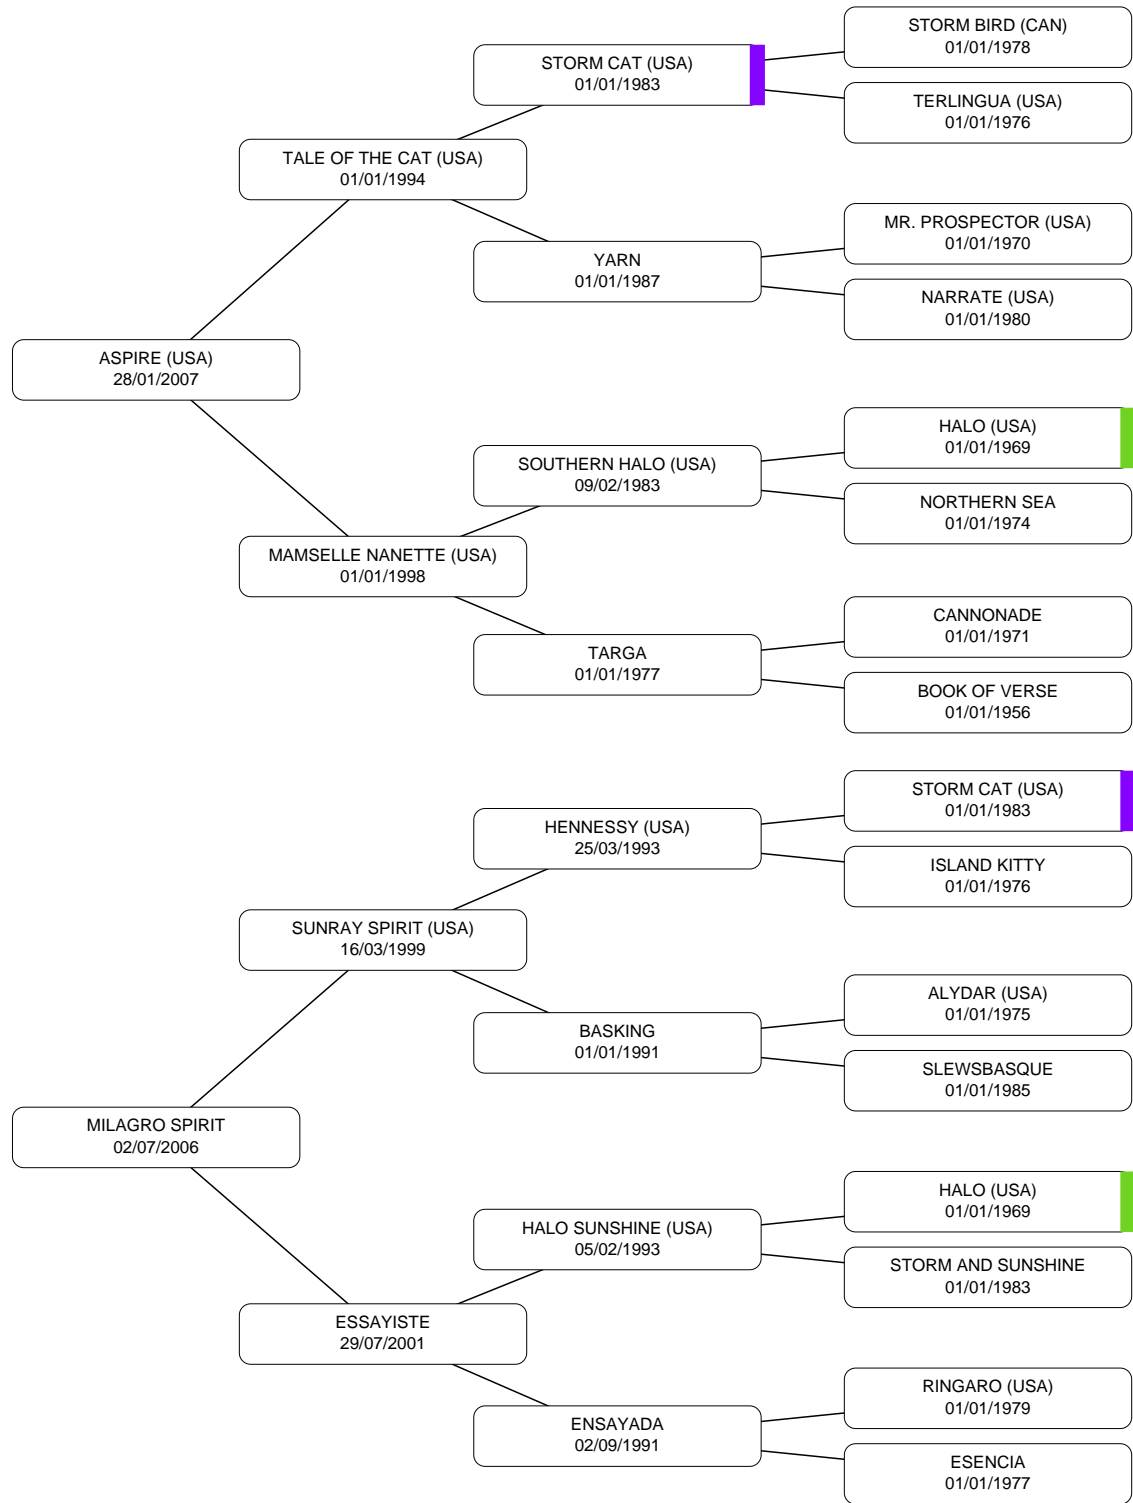 STORM BIRD (CAN)
01/01/1978
STORM CAT (USA)
01/01/1983
TERLINGUA (USA)
01/01/1976
TALE OF THE CAT (USA)
01/01/1994
MR. PROSPECTOR (USA)
01/01/1970
YARN
01/01/1987
NARRATE (USA)
01/01/1980
ASPIRE (USA)
28/01/2007
HALO (USA)
01/01/1969
SOUTHERN HALO (USA)
09/02/1983
NORTHERN SEA
01/01/1974
MAMSELLE NANETTE (USA)
01/01/1998
CANNONADE
01/01/1971
TARGA
01/01/1977
BOOK OF VERSE
01/01/1956
STORM CAT (USA)
01/01/1983
HENNESSY (USA)
25/03/1993
ISLAND KITTY
01/01/1976
SUNRAY SPIRIT (USA)
16/03/1999
ALYDAR (USA)
01/01/1975
BASKING
01/01/1991
SLEWSBASQUE
01/01/1985
MILAGRO SPIRIT
02/07/2006
HALO (USA)
01/01/1969
HALO SUNSHINE (USA)
05/02/1993
STORM AND SUNSHINE
01/01/1983
ESSAYISTE
29/07/2001
RINGARO (USA)
01/01/1979
ENSAYADA
02/09/1991
ESENCIA
01/01/1977